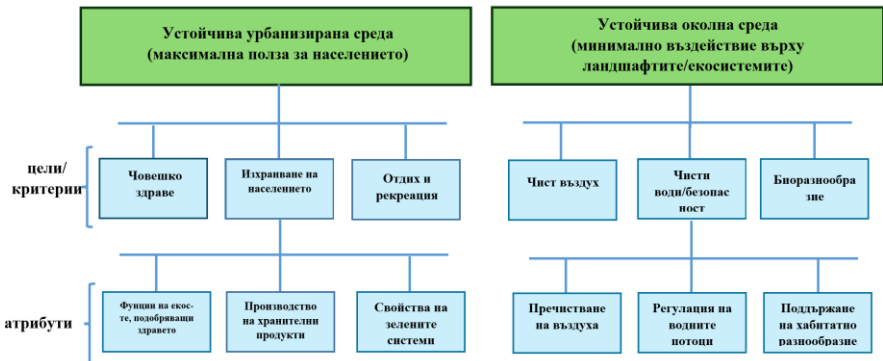 Устойчива урбанизирана среда
(максимална полза за населението)
Устойчива околна среда
(минимално въздействие върху
ландшафтите/екосистемите)
цели/
критерии
Човешко
здраве
Изхранване на
населението
Отдих и
рекреация
Чист въздух
Чисти
води/безопас
ност
Биоразнообра
зие
атрибути
Фунции на екос-
те, подобряващи
здравето
Производство
на хранителни
продукти
Свойства на
зелените
системи
Пречистване
на въздуха
Регулация на
водните
потоци
Поддържане
на хабитатно
разнообразие